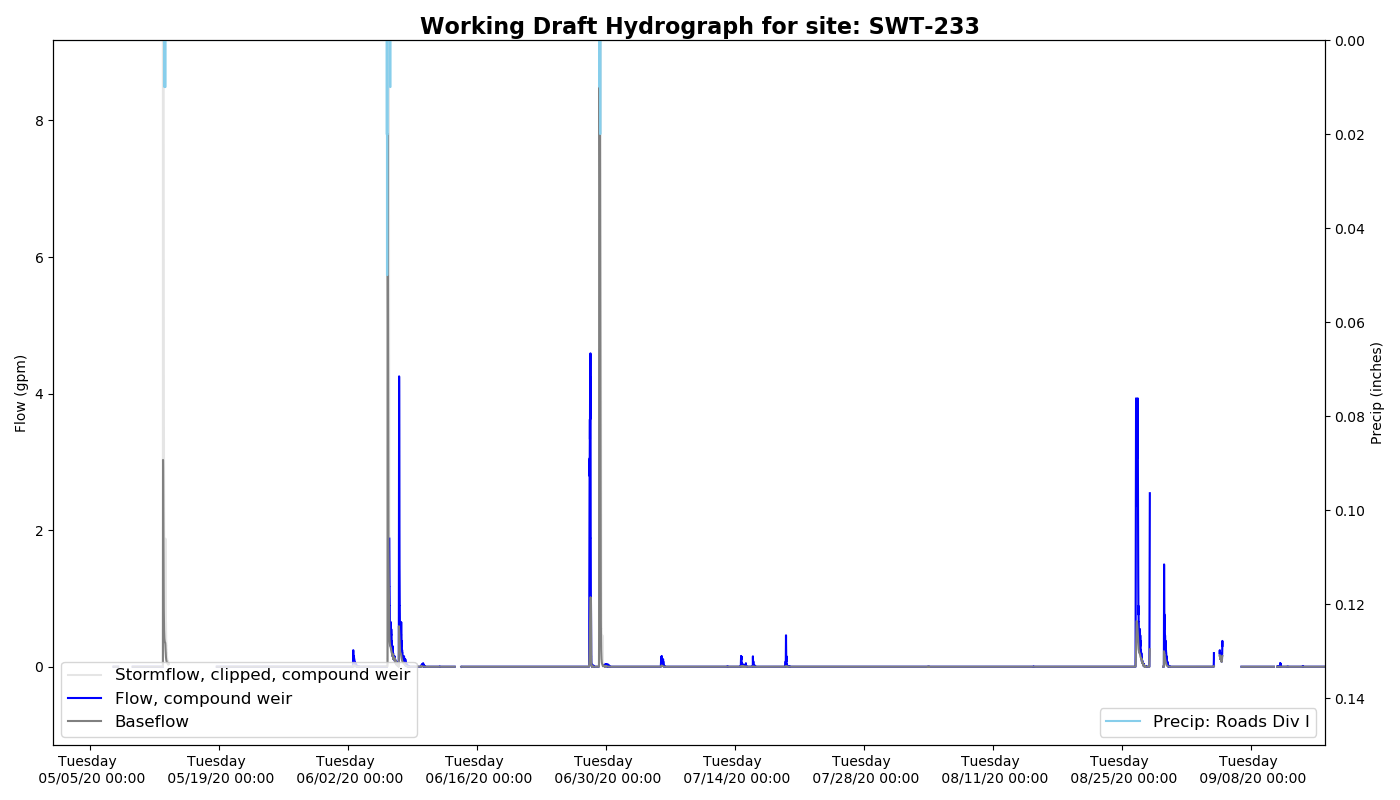 Working Draft Hydrograph for site: SWT-233
Flow (gpm)
8
6
4
2
0
0.00
0.02
0.04
0.06
0.08
0.10
0.12
0.14
Precip (inches)
Stormflow, clipped, compound weir
Flow, compound weir
Baseflow
Precip: Roads Div I
Tuesday
05/05/20 00:00
Tuesday
05/19/20 00:00
Tuesday
06/02/20 00:00
Tuesday
06/16/20 00:00
Tuesday
06/30/20 00:00
Tuesday
07/14/20 00:00
Tuesday
07/28/20 00:00
Tuesday
08/11/20 00:00
Tuesday
08/25/20 00:00
Tuesday
09/08/20 00:00